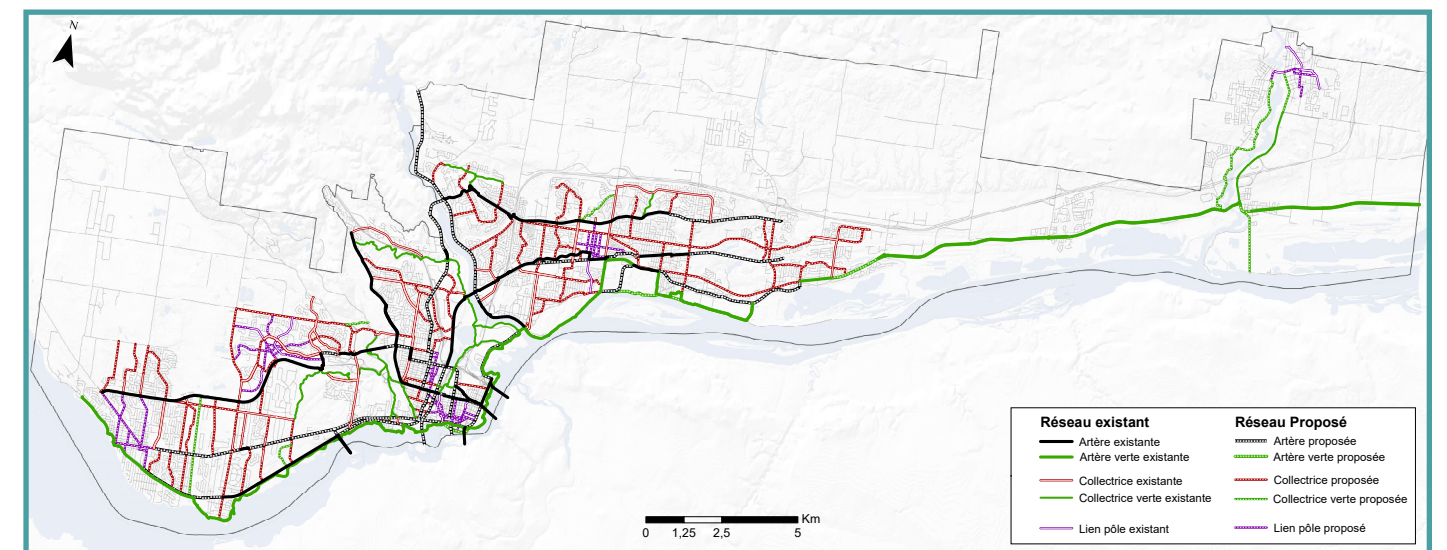 N
Réseau existant
Réseau Proposé
Artère existante
Artère proposée
Artère verte existante
Artère verte proposée
Collectrice existante
Collectrice proposée
Collectrice verte existante
Collectrice verte proposée
Lien pôle existant
Lien pôle proposé
Km
0 1,25 2,5 5